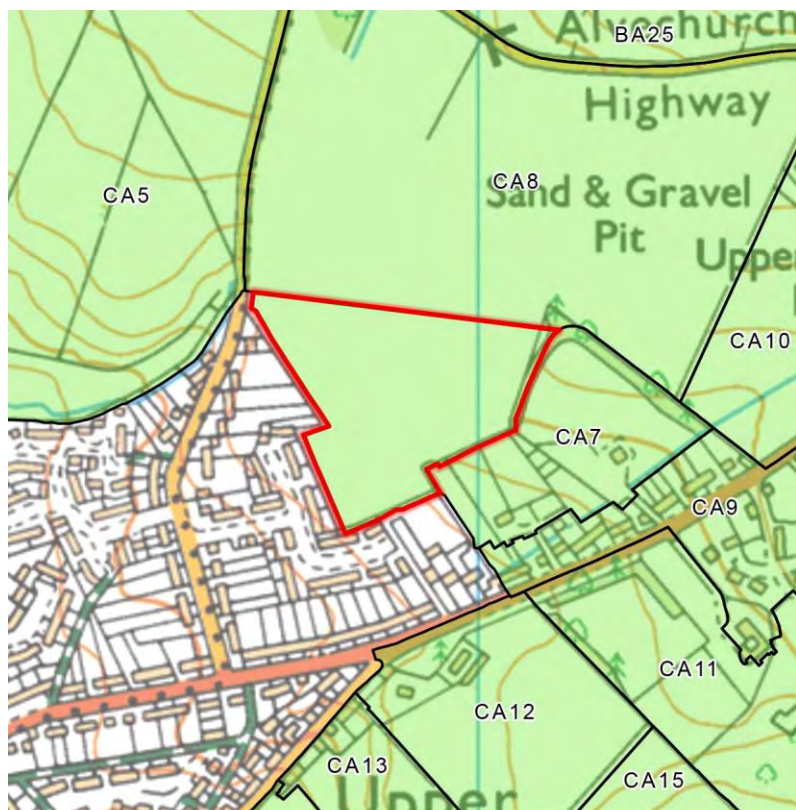 Alvechurch
BA25
Highway
CA5
CA8
Sand & Gravel
Pit
Upper
CA10
CA7
CA9
CA11
CA12
CA13
CA15
Upper